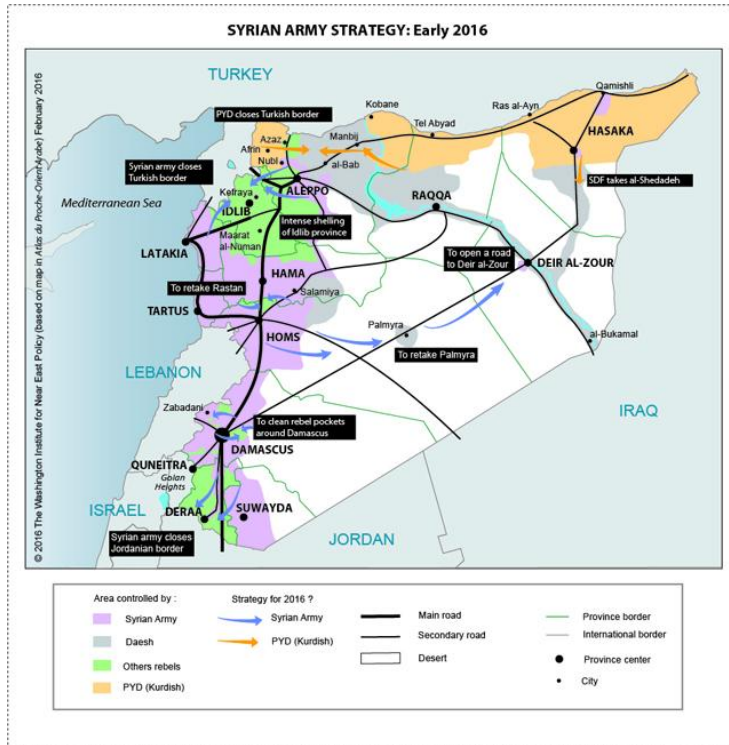 SYRIAN ARMY STRATEGY: Early 2016
TURKEY
PYD closes Turkish border
Kobane
Qamishli
Ras al-Ayn
Tel Abyad
Azaz
Afrin
Manbij
HASAKA
Nubl
al-Bab
Syrian army closes
Turkish border
Kefraya
ALEPPO
SDF takes al-Shedadeh
Mediterranean Sea
IDLIB
RAQQA
Intense shelling
of Idlib province
Maarat
al-Numan
LATAKIA
To open a road
to Deir al-Zour
DEIR AL-ZOUR
HAMA
To retake Rastan
Salamiya
TARTUS
Palmyra
HOMS
al-Bukamal
To retake Palmyra
LEBANON
IRAQ
Zabadani
To clean rebel pockets
around Damascus
DAMASCUS
QUNEITRA
Golan
Heights
ISRAEL
DERAA
SUWAYDA
JORDAN
Syrian army closes
Jordanian border
© 2016 The Washington Institute for Near East Policy (based on map in Atlas du Proche-Orient Arabe) February 2016
Area controlled by :
Syrian Army
Daesh
Others rebels
PYD (Kurdish)
Strategy for 2016 ?
Syrian Army
PYD (Kurdish)
Main road
Secondary road
Desert
Province border
International border
Province center
City